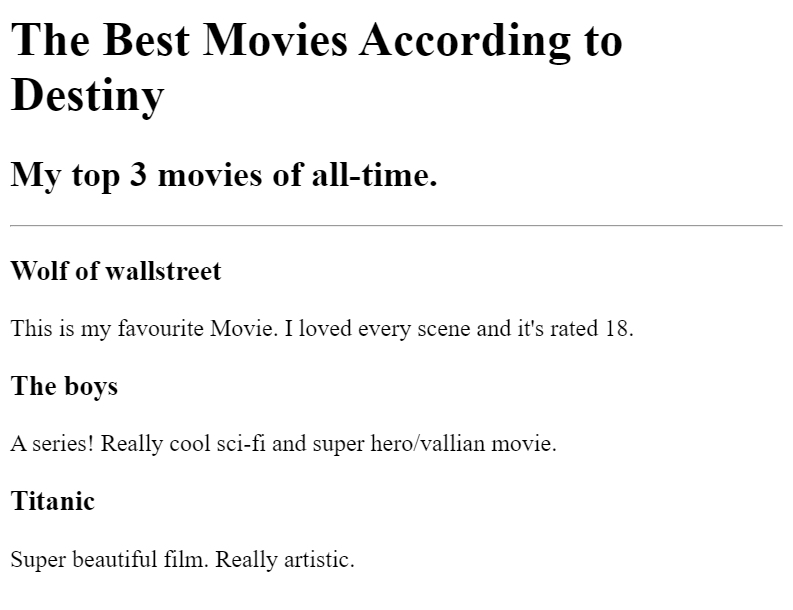 The Best Movies According to
Destiny
My top 3 movies of all-time.
Wolf of wallstreet
This is my favourite Movie. I loved every scene and it's rated 18.
The boys
A series! Really cool sci-fi and super hero/vallian movie.
Titanic
Super beautiful film. Really artistic.